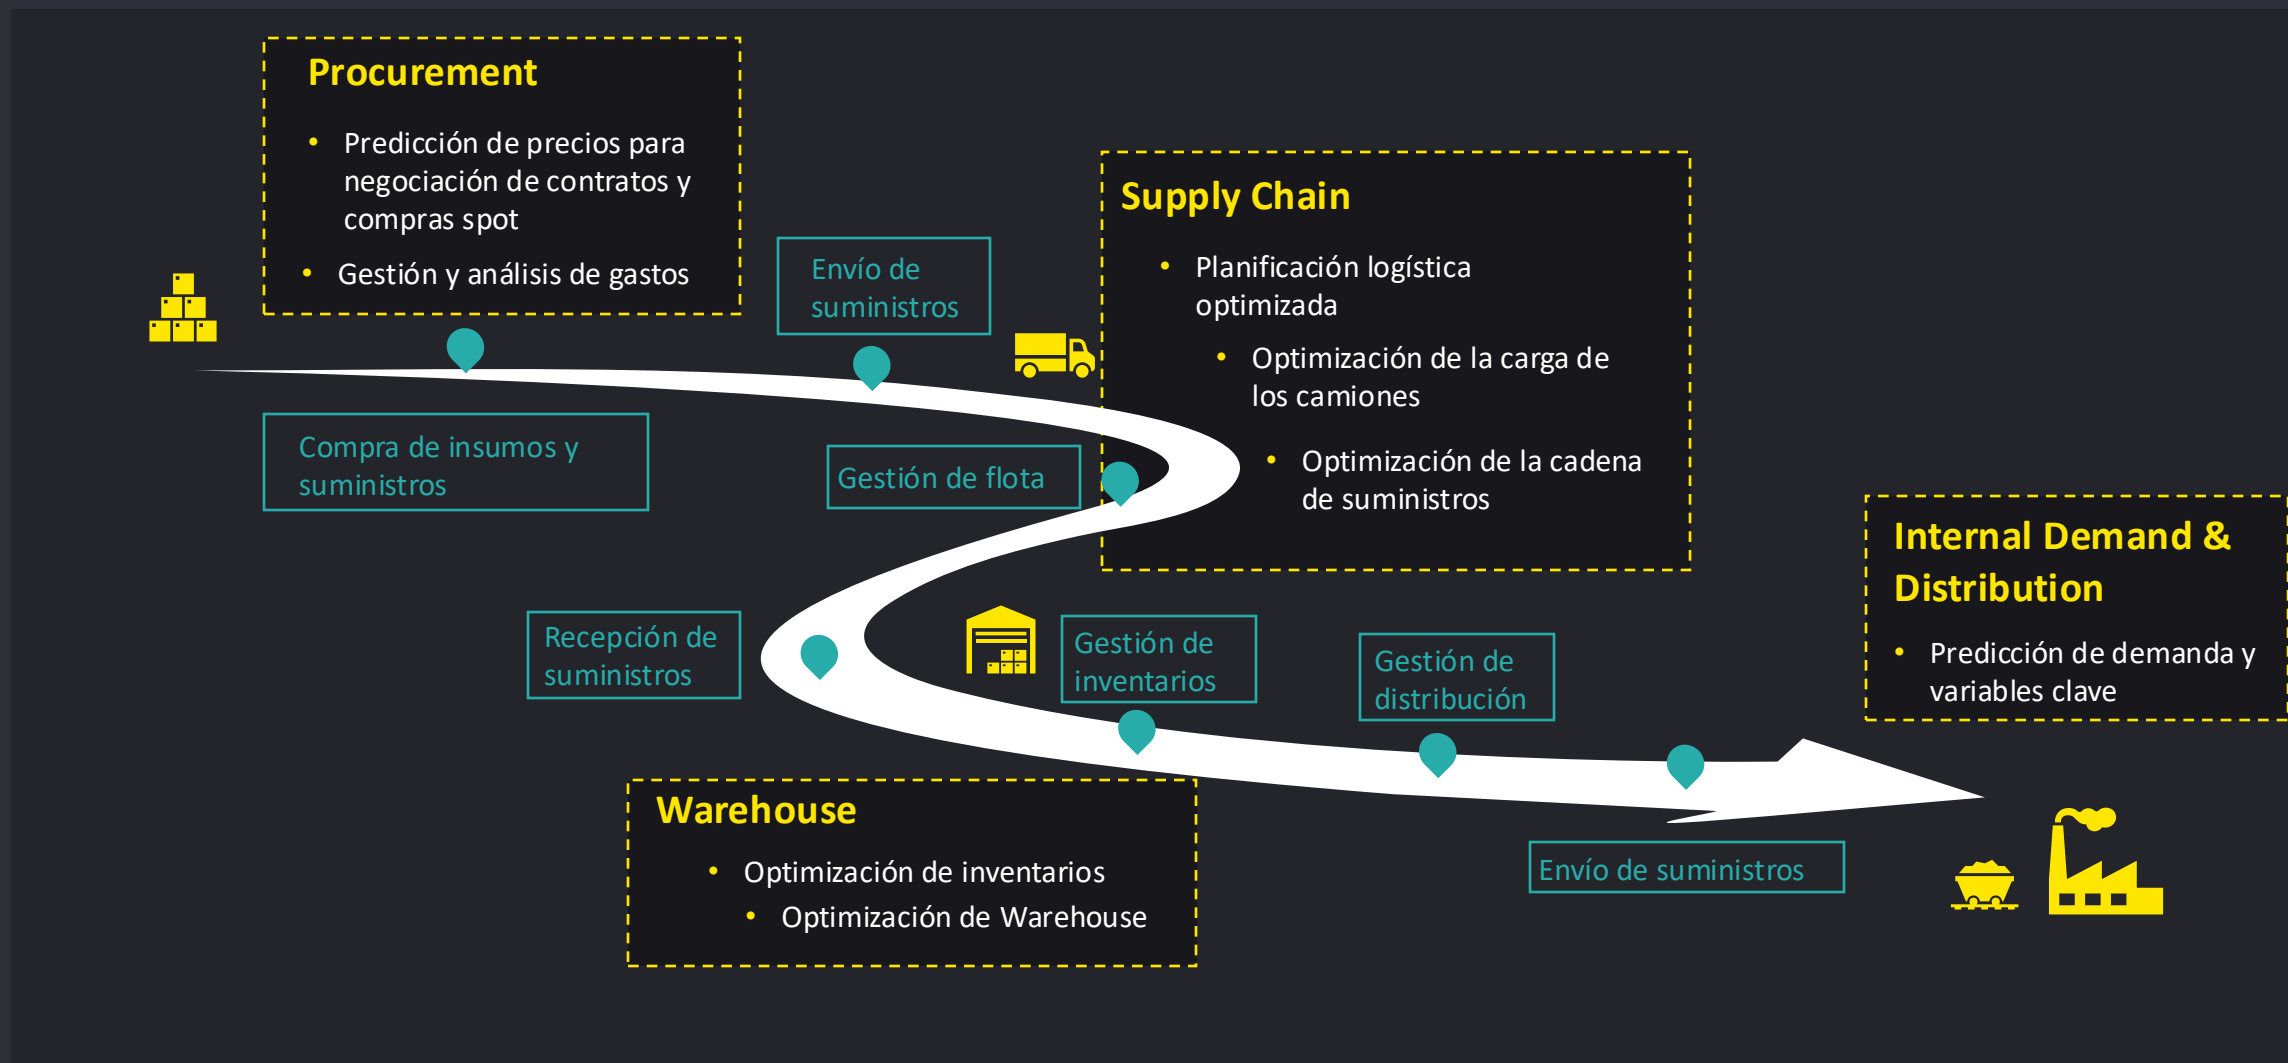 Procurement
• Predicción de precios para
negociación de contratos y
compras spot
• Gestión y análisis de gastos
Envío de
suministros
Supply Chain
• Planificación logística
optimizada
• Optimización de la carga de
los camiones
• Optimización de la cadena
de suministros
Compra de insumos y
suministros
Gestión de flota
Internal Demand &
Distribution
• Predicción de demanda y
variables clave
Recepción de
suministros
Gestión de
inventarios
Gestión de
distribución
Warehouse
• Optimización de inventarios
• Optimización de Warehouse
Envío de suministros